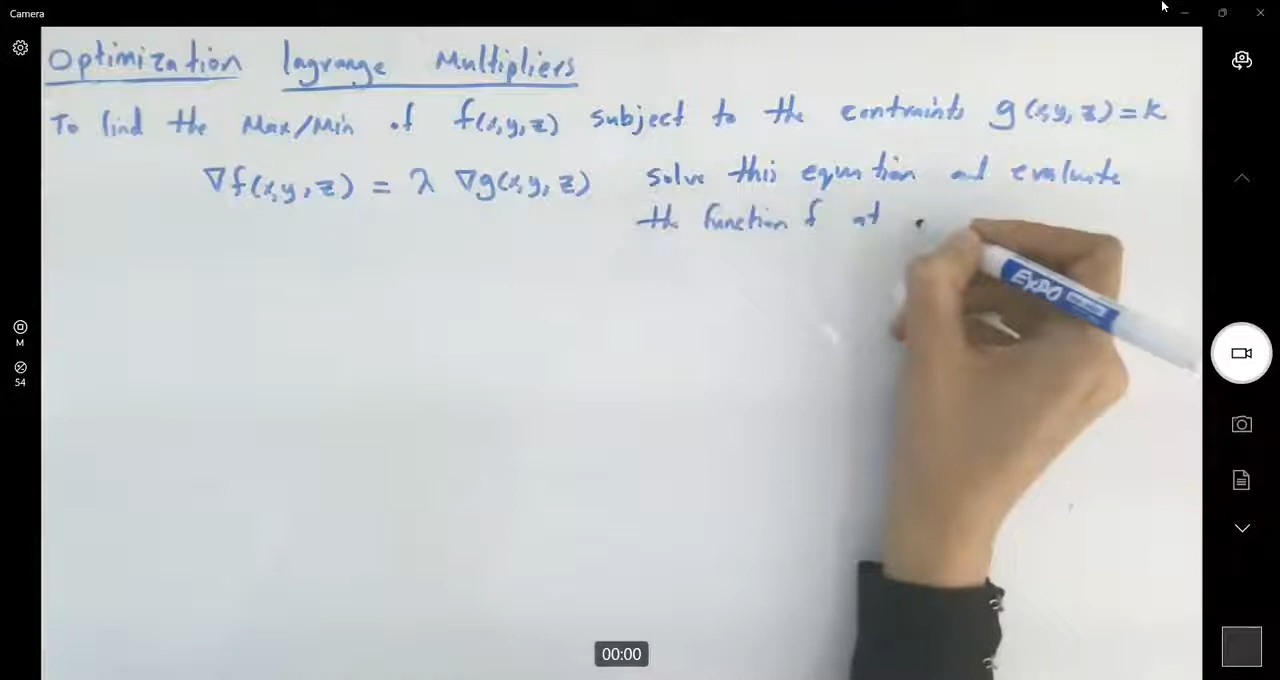 Camera
Optimization lagrange Multipliers
To find the Max/Min of f(x,y,z) subject to the contraints g(x,y,z)=k
∇f(x,y,z) = λ ∇g(x,y,z) solve this equation and evaluate
the function f at
EXPO
M
54
00:00